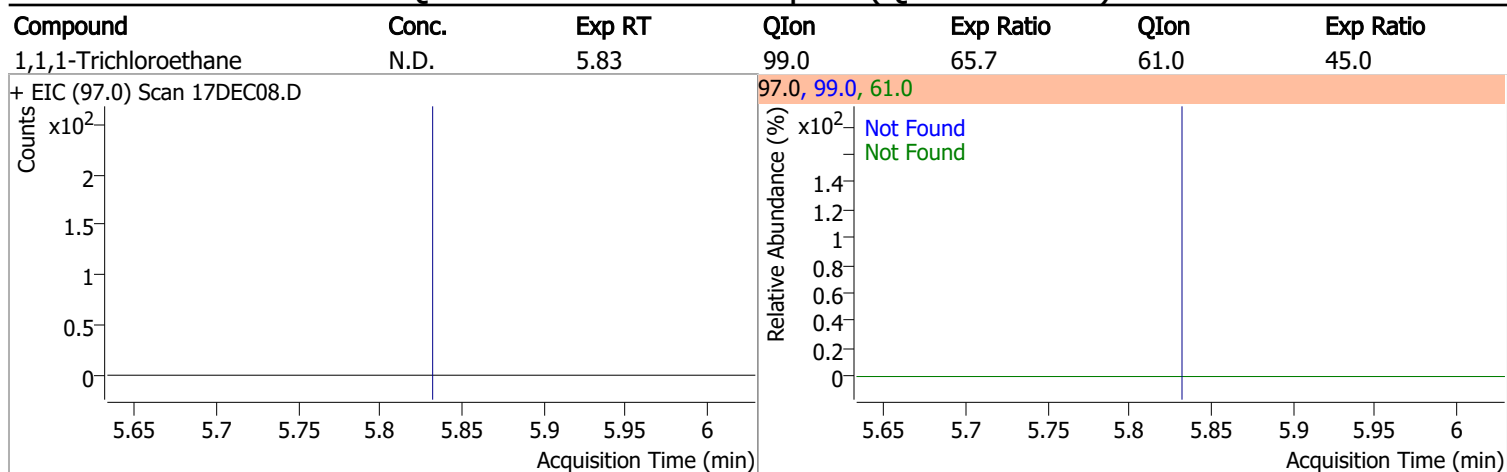 Compound Conc. Exp RT QIon Exp Ratio QIon Exp Ratio
1,1,1-Trichloroethane N.D. 5.83 99.0 65.7 61.0 45.0
+ EIC (97.0) Scan 17DEC08.D
Counts
x10²
2
1.5
1
0.5
0
5.65 5.7 5.75 5.8 5.85 5.9 5.95 6
Acquisition Time (min)
97.0, 99.0, 61.0
Relative Abundance (%)
x10²
Not Found
Not Found
1.4
1.2
1
0.8
0.6
0.4
0.2
0
5.65 5.7 5.75 5.8 5.85 5.9 5.95 6
Acquisition Time (min)